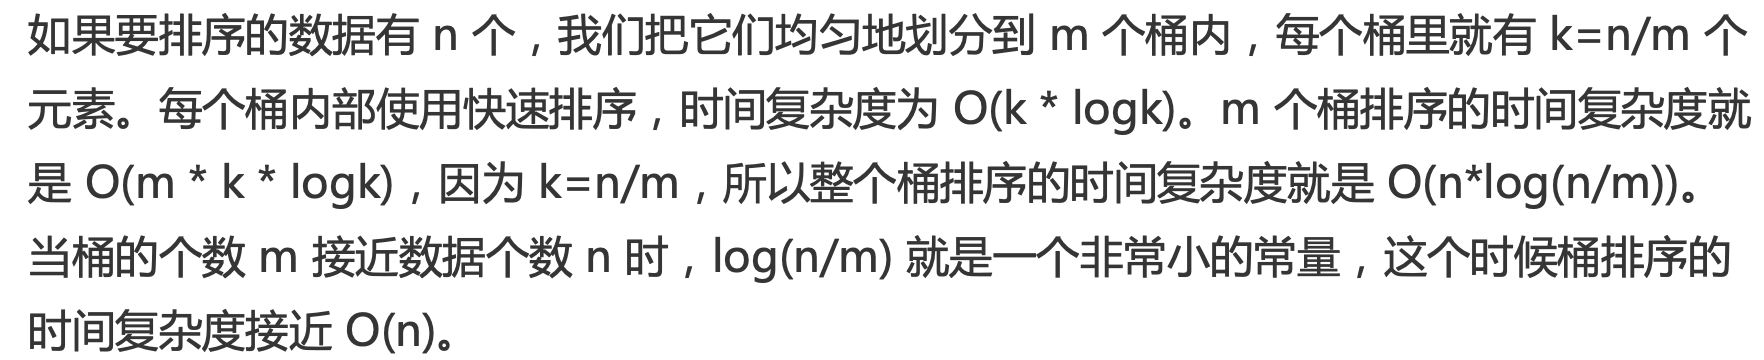 如果要排序的数据有 n 个，我们把它们均匀地划分到 m 个桶内，每个桶里就有 k=n/m 个
元素。每个桶内部使用快速排序，时间复杂度为 O(k * logk)。m 个桶排序的时间复杂度就
是 O(m * k * logk)，因为 k=n/m，所以整个桶排序的时间复杂度就是 O(n*log(n/m))。
当桶的个数 m 接近数据个数 n 时，log(n/m) 就是一个非常小的常量，这个时候桶排序的
时间复杂度接近 O(n)。